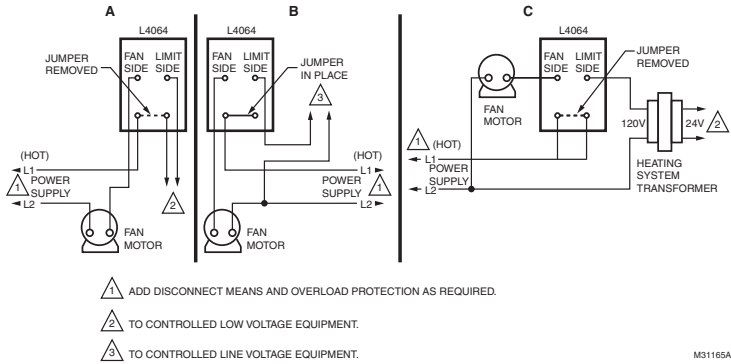 A
L4064
JUMPER
REMOVED
FAN
SIDE
LIMIT
SIDE
(HOT)
L1
1
POWER
SUPPLY
L2
2
FAN
MOTOR
B
L4064
FAN
SIDE
LIMIT
SIDE
JUMPER
IN PLACE
3
(HOT)
L1
POWER
SUPPLY
1
L2
FAN
MOTOR
C
L4064
FAN
SIDE
LIMIT
SIDE
JUMPER
REMOVED
FAN
MOTOR
120V
24V
2
1
(HOT)
L1
POWER
SUPPLY
L2
HEATING
SYSTEM
TRANSFORMER
1 ADD DISCONNECT MEANS AND OVERLOAD PROTECTION AS REQUIRED.
2 TO CONTROLLED LOW VOLTAGE EQUIPMENT.
3 TO CONTROLLED LINE VOLTAGE EQUIPMENT.
M31165A